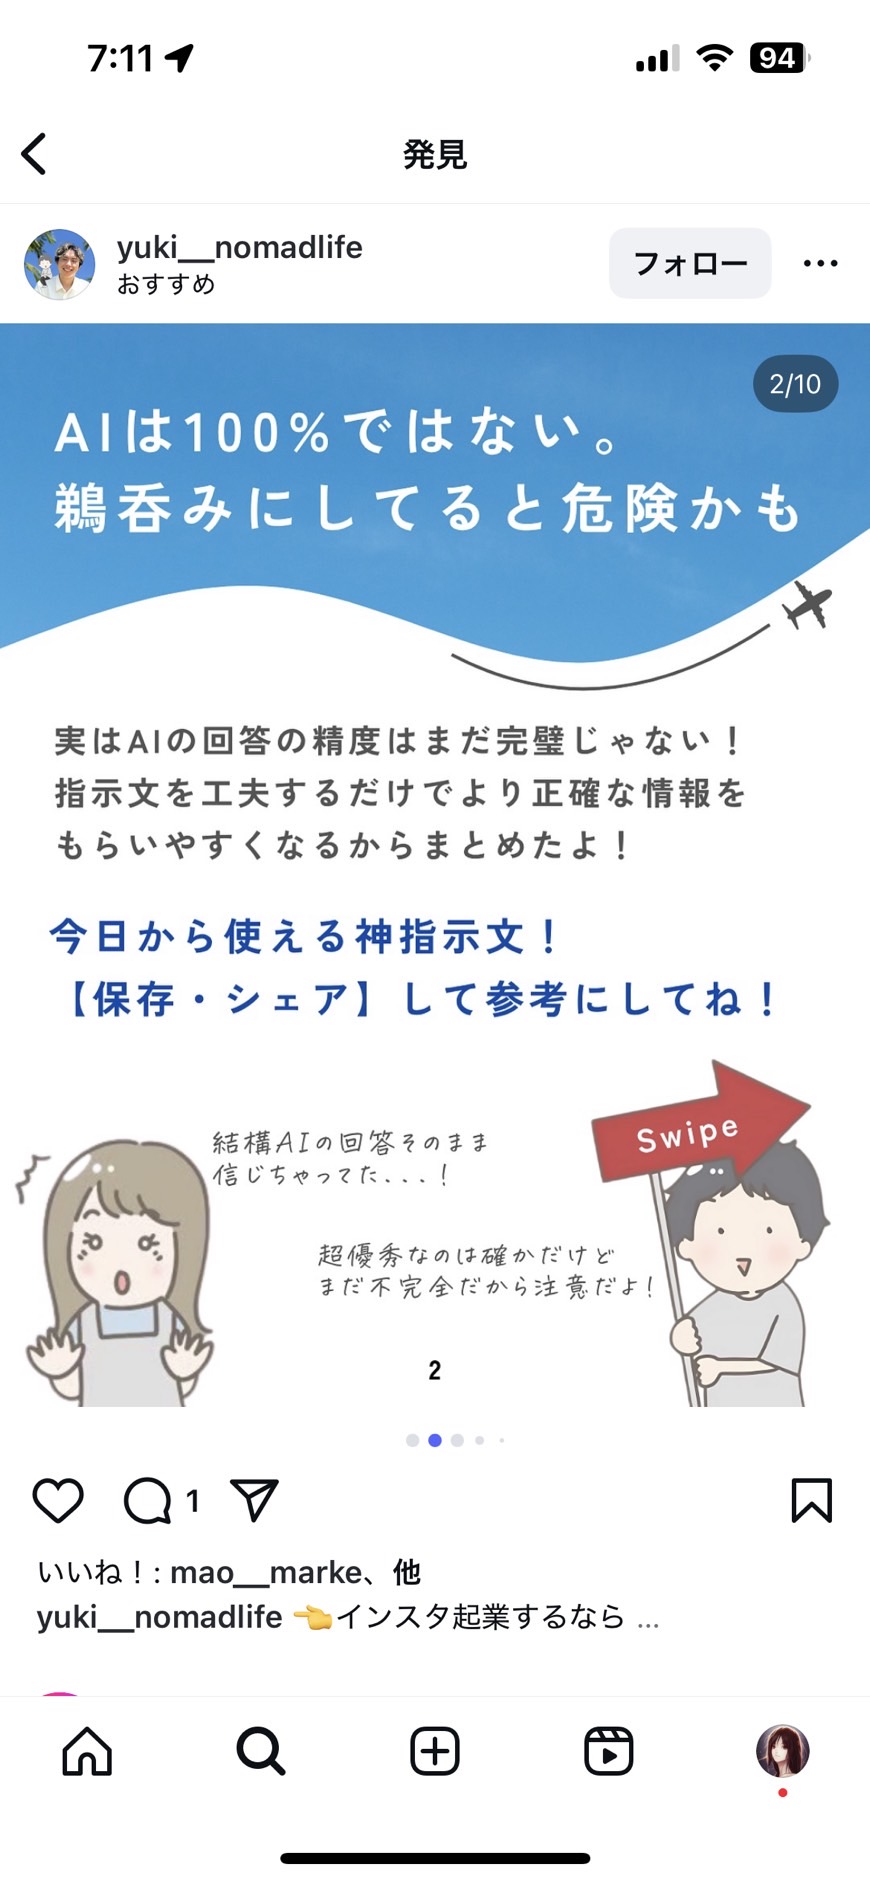 7:11
94
発見
yuki__nomadlife
おすすめ
フォロー
2/10
AIは100%ではない。
鵜呑みにしてると危険かも
実はAIの回答の精度はまだ完璧じゃない！
指示文を工夫するだけでより正確な情報を
もらいやすくなるからまとめたよ！
今日から使える神指示文！
【保存・シェア】して参考にしてね！
結構AIの回答そのまま
信じちゃってた...！
Swipe
超優秀なのは確かだけど
まだ不完全だから注意だよ！
2
1
いいね！: mao__marke、他
yuki__nomadlife 👈インスタ起業するなら ...